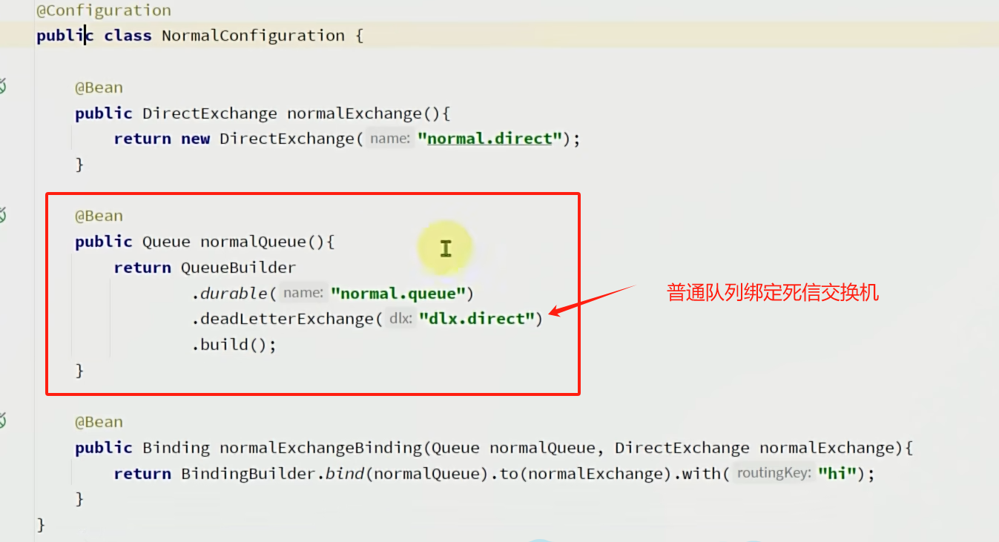 @Configuration
public class NormalConfiguration {
@Bean
public DirectExchange normalExchange(){
return new DirectExchange( name: "normal.direct");
}
@Bean
public Queue normalQueue(){
return QueueBuilder
.durable( name: "normal.queue")
.deadLetterExchange( dlx: "dlx.direct")
普通队列绑定死信交换机
.build();
}
@Bean
public Binding normalExchangeBinding(Queue normalQueue, DirectExchange normalExchange){
return BindingBuilder.bind(normalQueue).to(normalExchange).with( routingKey: "hi");
}
}